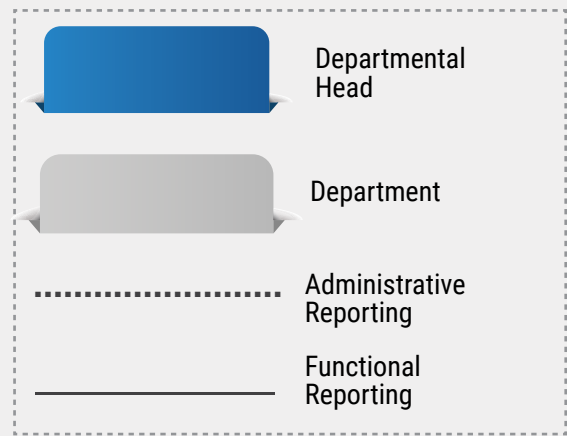 Departmental
Head
Department
Administrative
Reporting
Functional
Reporting